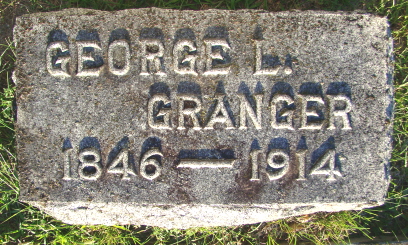 GEORGE L.
GRANGER
1846 — 1914